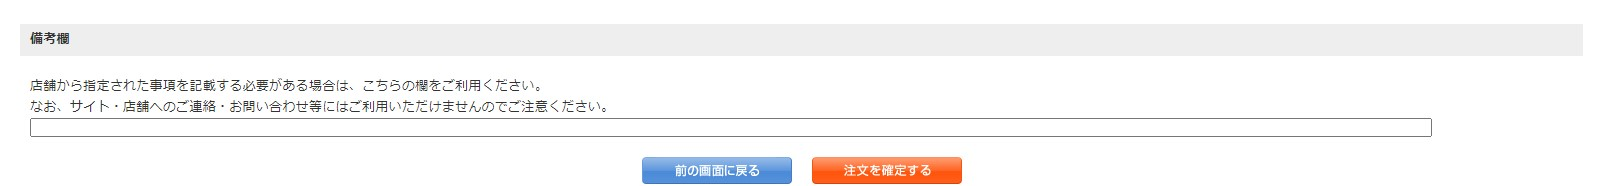 備考欄
店舗から指定された事項を記載する必要がある場合は、こちらの欄をご利用ください。
なお、サイト・店舗へのご連絡・お問い合わせ等にはご利用いただけませんのでご注意ください。
前の画面に戻る
注文を確定する